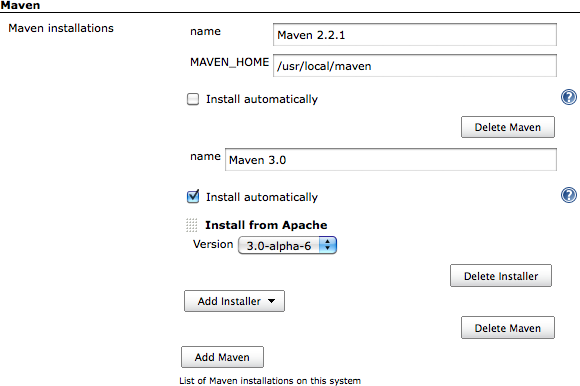 Maven
Maven installations
name Maven 2.2.1
MAVEN_HOME /usr/local/maven
Install automatically ?
Delete Maven
name Maven 3.0
Install automatically ?
Install from Apache
Version 3.0-alpha-6
Delete Installer
Add Installer
Delete Maven
Add Maven
List of Maven installations on this system